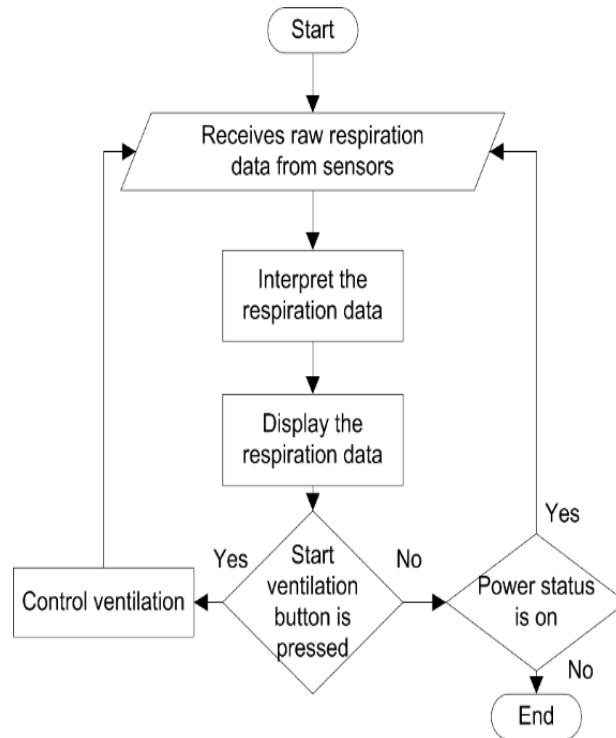 Start
Receives raw respiration
data from sensors
Interpret the
respiration data
Display the
respiration data
Yes
Start
ventilation
button is
pressed
No
Control ventilation
Yes
Power status
is on
No
End